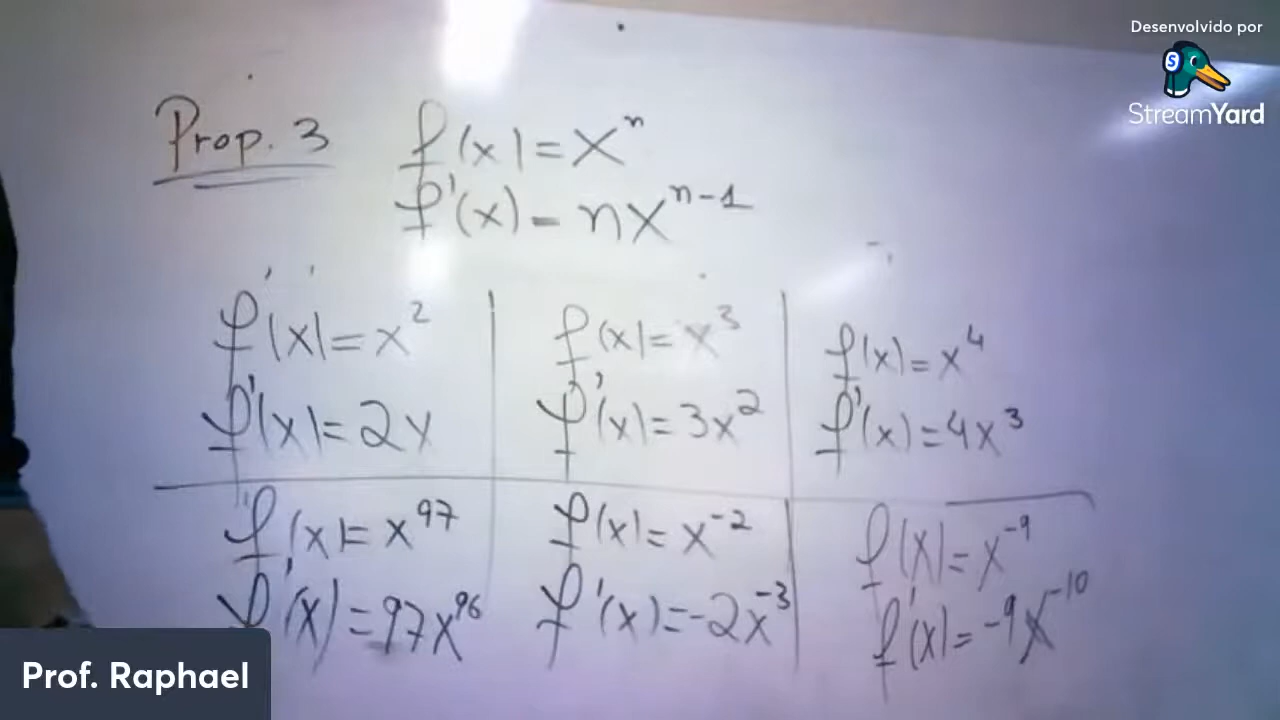 Desenvolvido por
StreamYard
Prop. 3
f(x)=x^n
f'(x)=nx^{n-1}
f(x)=x^2
f'(x)=2x
f(x)=x^3
f'(x)=3x^2
f(x)=x^4
f'(x)=4x^3
f(x)=x^{97}
f'(x)=97x^{96}
f(x)=x^{-2}
f'(x)=-2x^{-3}
f(x)=x^{-9}
f'(x)=-9x^{-10}
Prof. Raphael